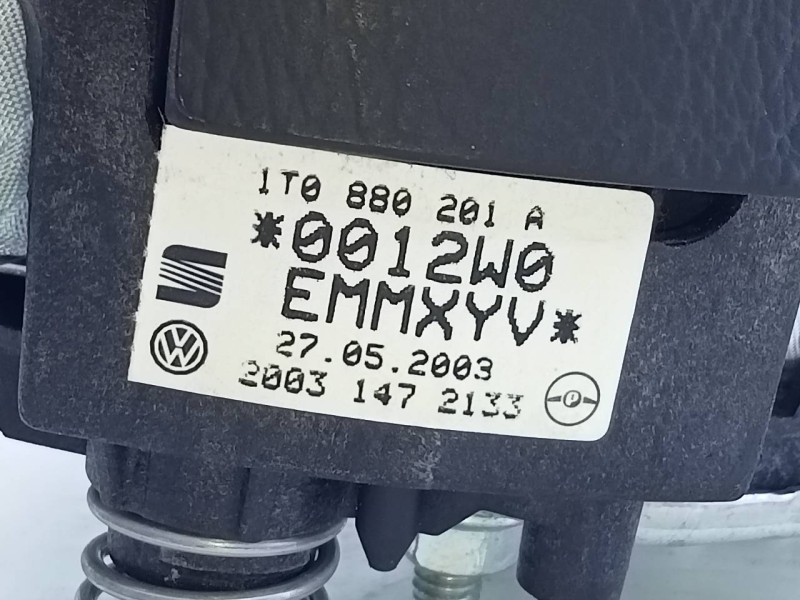 1T0 880 201 A
*0012W0
EMMXYV*
27.05.2003
2003 147 2133